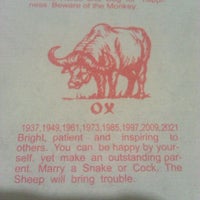 ness. Beware of the Monkey.
OX
1937,1949,1961,1973,1985,1997,2009,2021
Bright, patient and inspiring to
others. You can be happy by your-
self, yet make an outstanding par-
ent. Marry a Snake or Cock. The
Sheep will bring trouble.